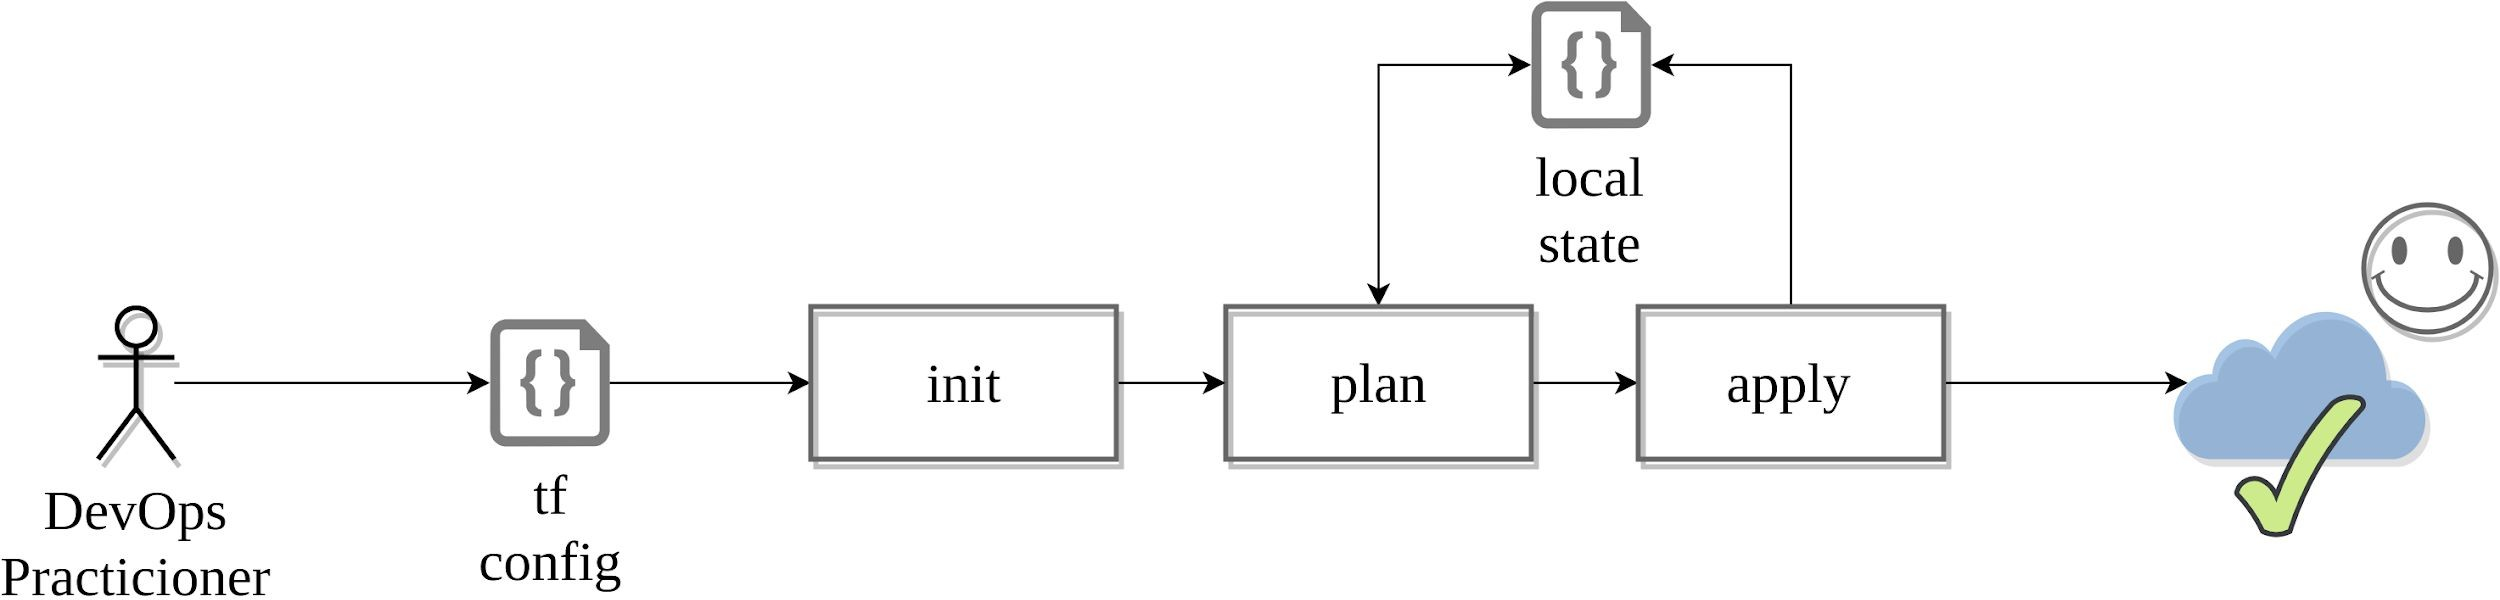 {}
local
state
{}
init
plan
apply
DevOps
Practicioner
tf
config